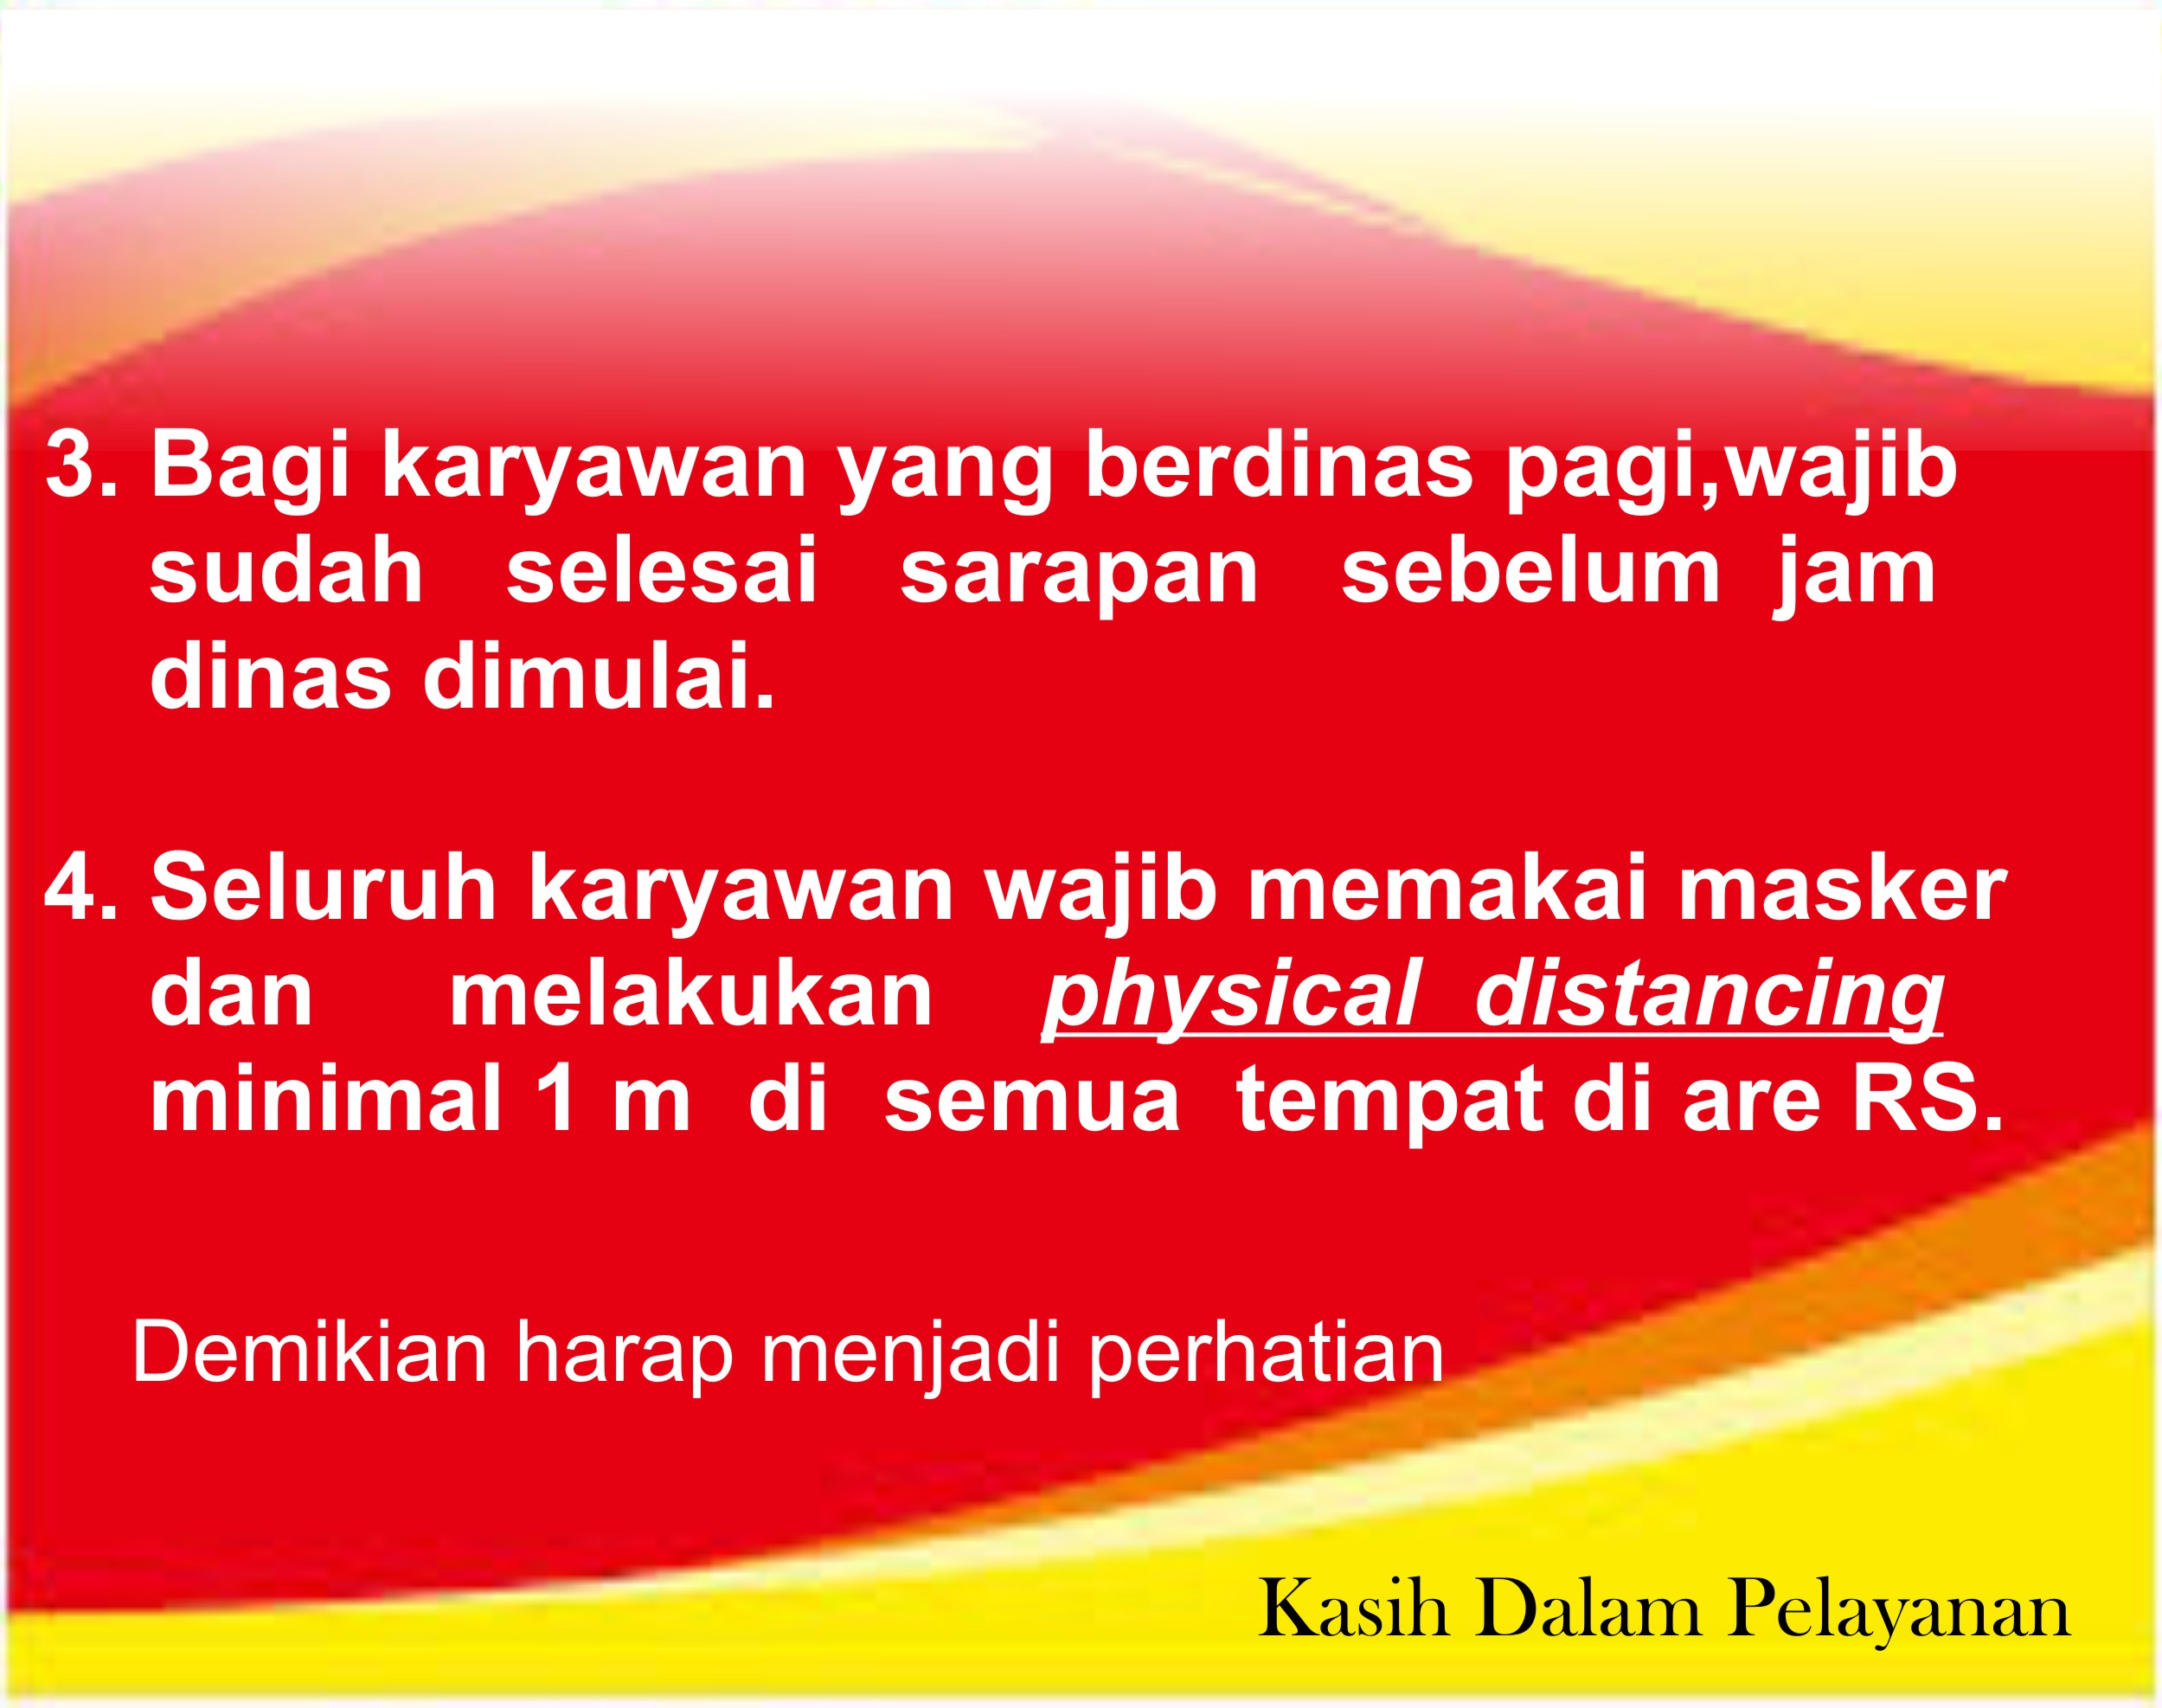 3. Bagi karyawan yang berdinas pagi,wajib
sudah selesai sarapan sebelum jam
dinas dimulai.
4. Seluruh karyawan wajib memakai masker
dan melakukan physical distancing
minimal 1 m di semua tempat di are RS.
Demikian harap menjadi perhatian
Kasih Dalam Pelayanan